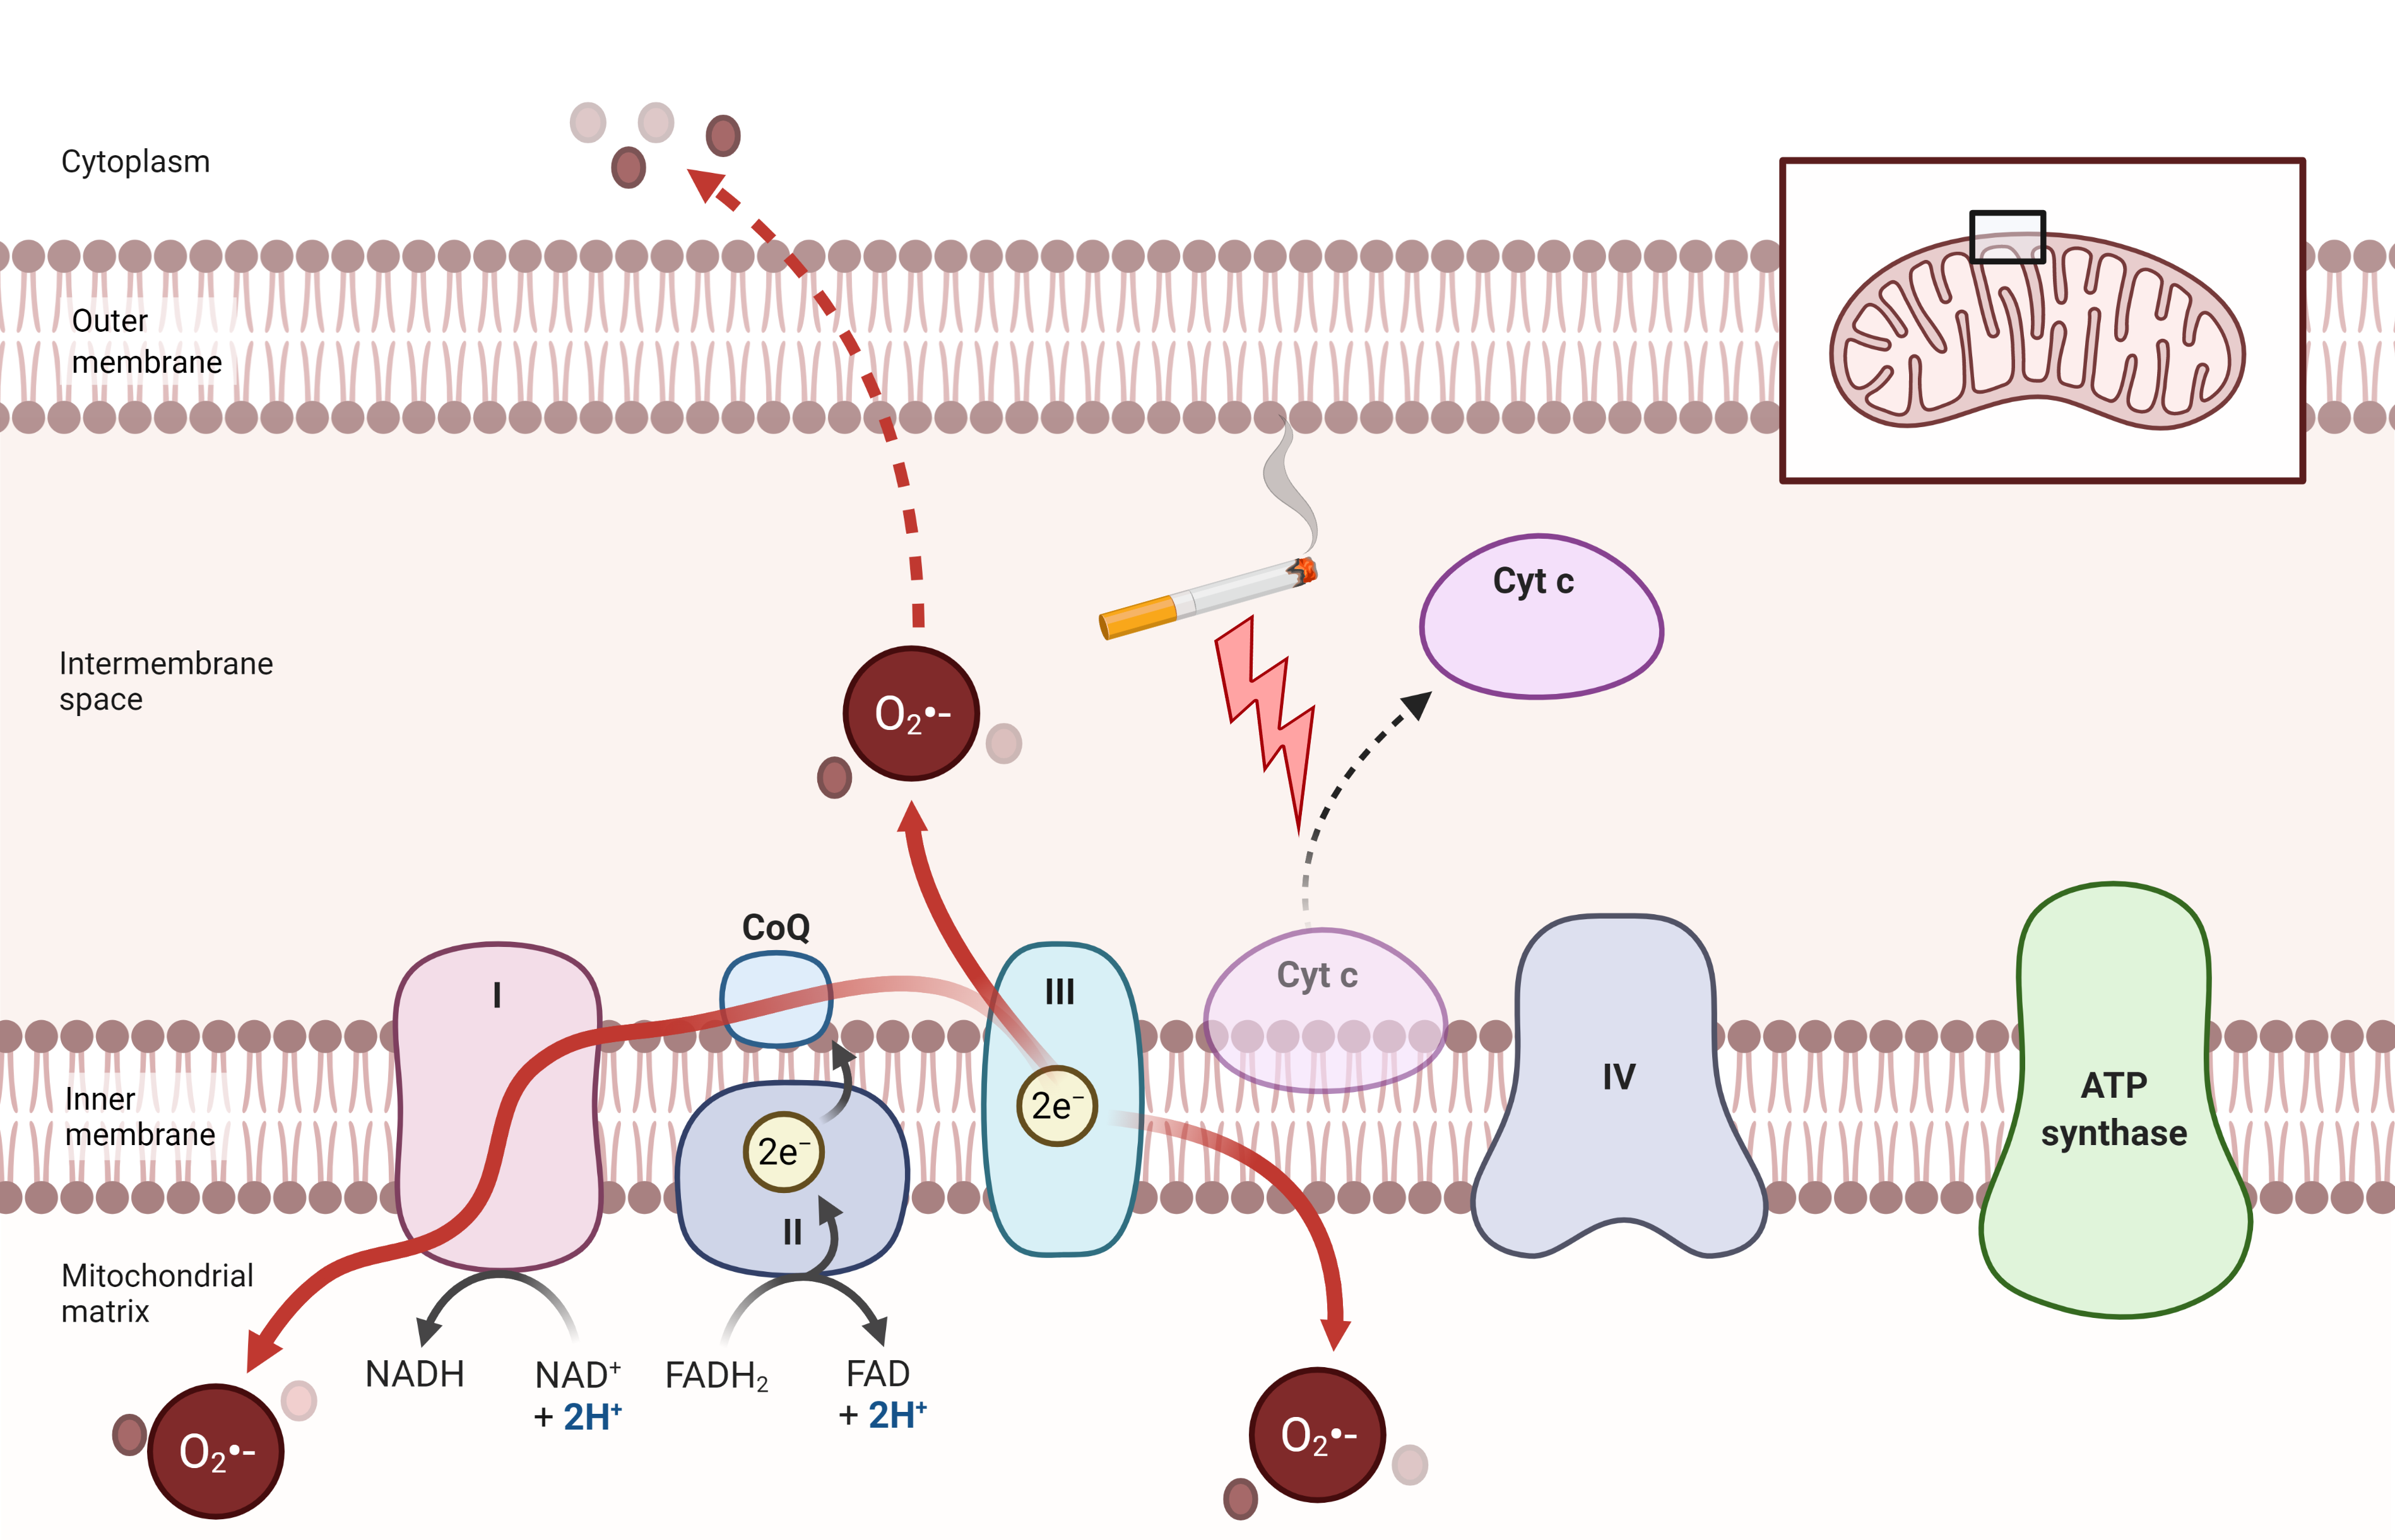 Cytoplasm
Outer
membrane
Intermembrane
space
O₂•-
Cyt c
CoQ
I
III
Cyt c
2e⁻
2e⁻
II
IV
ATP
synthase
Inner
membrane
Mitochondrial
matrix
NADH
NAD⁺
+ 2H⁺
FADH₂
FAD
+ 2H⁺
O₂•-
O₂•-